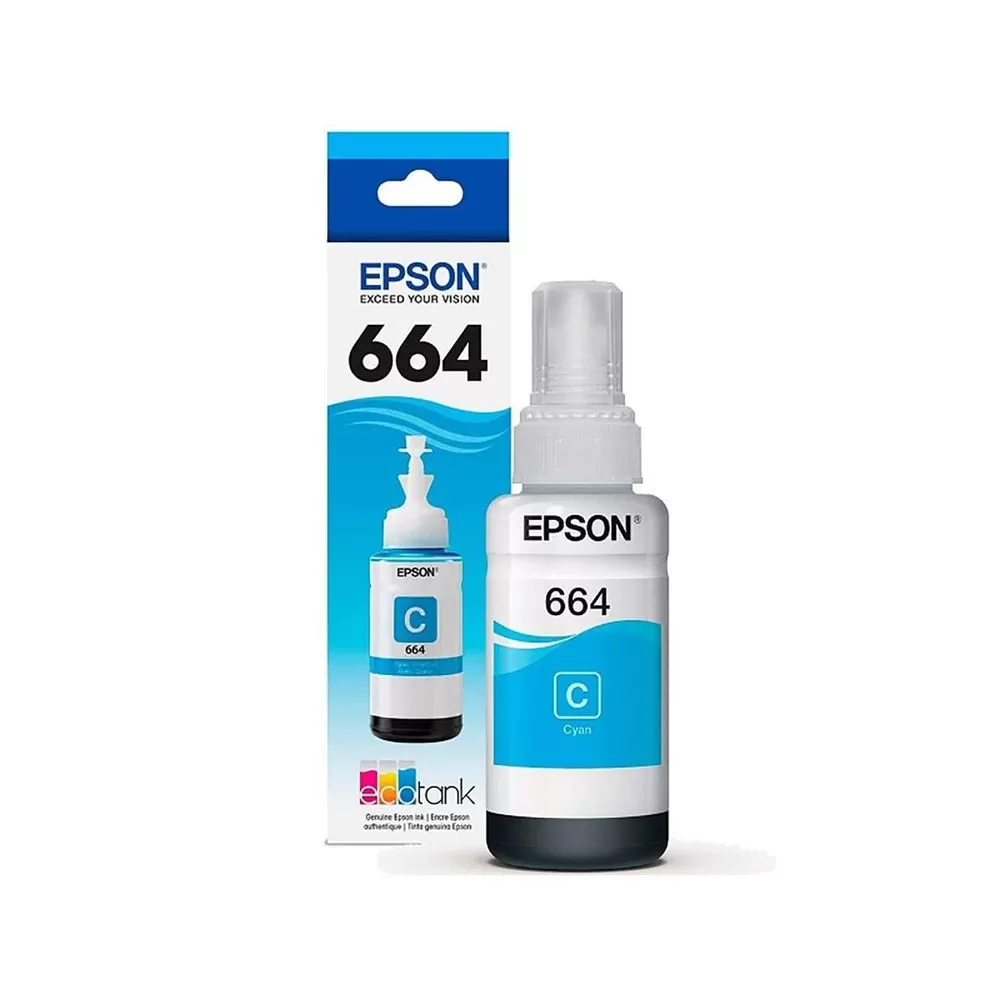 EPSON®
EXCEED YOUR VISION
664
EPSON®
C
664
ecotank
Genuine Epson ink | Encre Epson
authentique | Tinta genuina Epson
EPSON®
664
C
Cyan